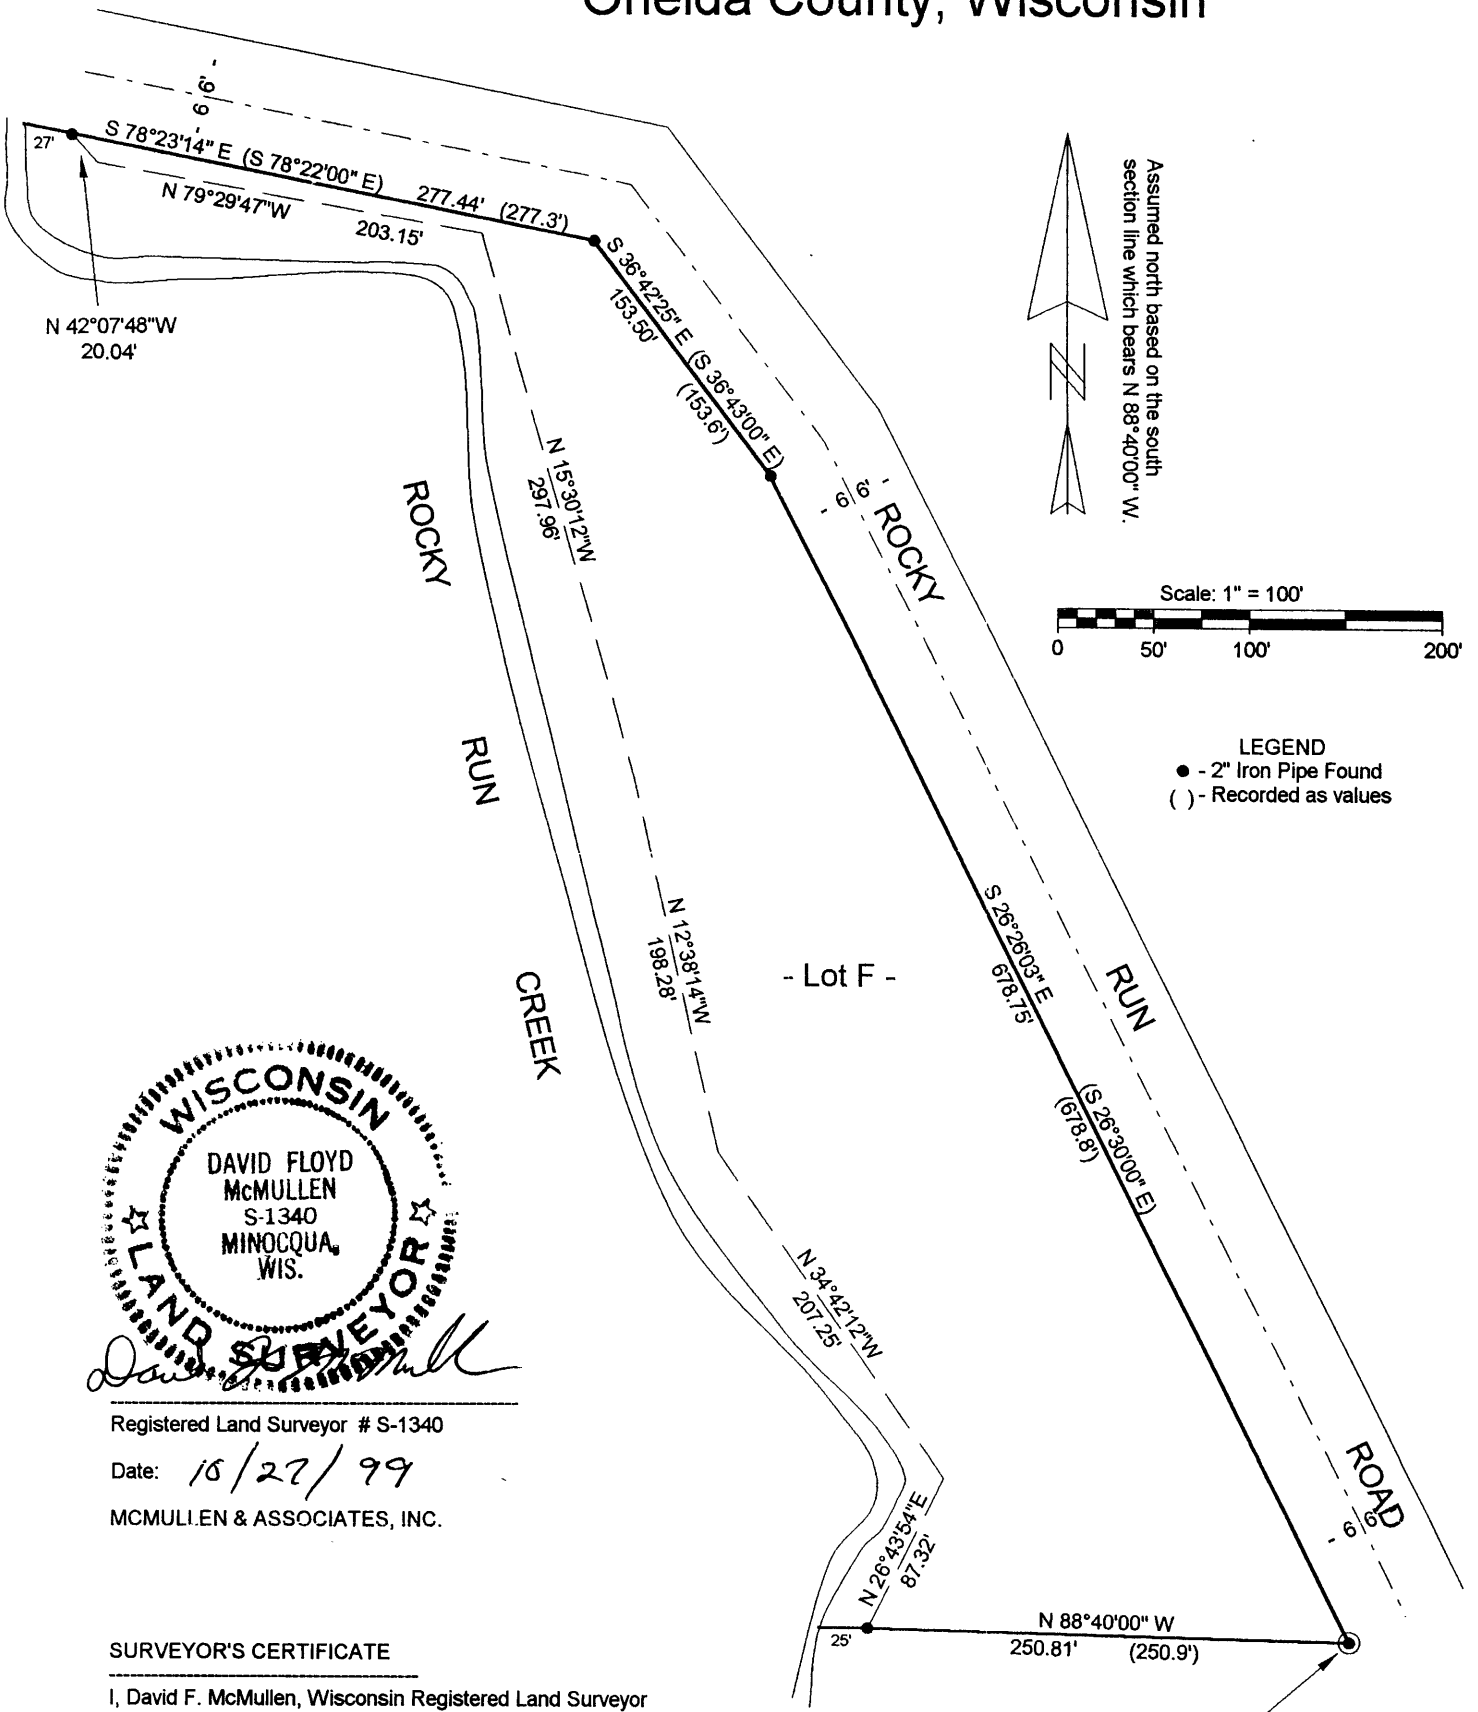 Oneida County, Wisconsin
66'
27'
S 78°23'14" E (S 78°22'00" E) 277.44' (277.3')
N 79°29'47"W
203.15'
N 42°07'48"W
20.04'
S 36°42'25" E (S 36°43'00" E)
153.50' (153.6')
Assumed north based on the south
section line which bears N 88°40'00" W.
N
N 15°30'12"W
297.96'
- 66' -
ROCKY RUN CREEK
ROCKY RUN ROAD
Scale: 1" = 100'
0 50' 100' 200'
LEGEND
● - 2" Iron Pipe Found
( ) - Recorded as values
S 26°26'03" E (S 26°30'00" E)
678.75' (678.8')
N 12°38'14"W
198.28'
- Lot F -
WISCONSIN
DAVID FLOYD
McMULLEN
S-1340
MINOCQUA,
WIS.
LAND SURVEYOR
N 34°42'12"W
207.25'
Registered Land Surveyor # S-1340
Date: 10/27/99
MCMULLEN & ASSOCIATES, INC.
- 66'
N 26°43'54"E
87.32'
25'
N 88°40'00" W
250.81' (250.9')
SURVEYOR'S CERTIFICATE
I, David F. McMullen, Wisconsin Registered Land Surveyor